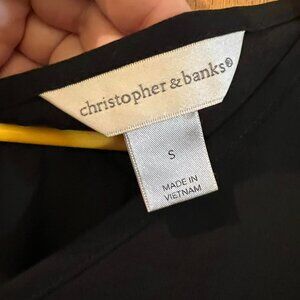 christopher & banks®
S
MADE IN
VIETNAM